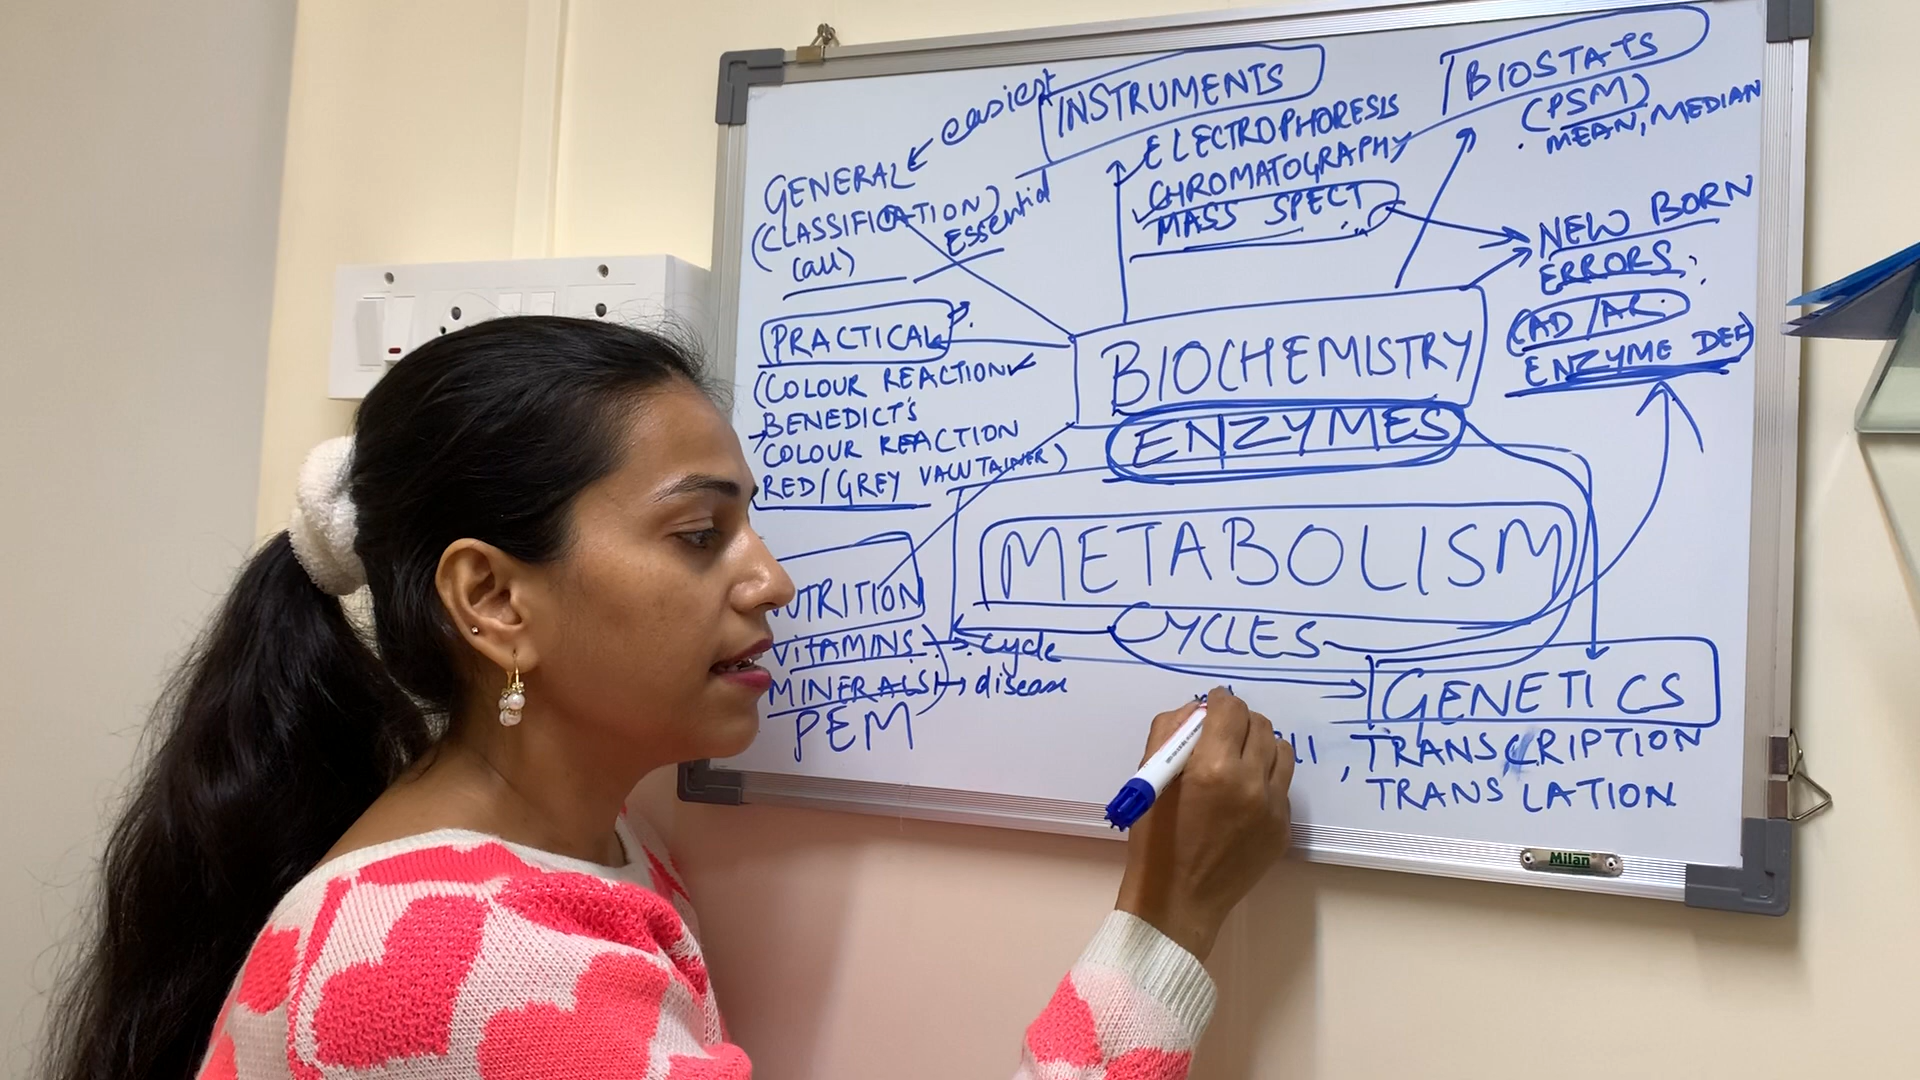 easiest
INSTRUMENTS
BIOSTATS
(PSM)
MEAN, MEDIAN
ELECTROPHORESIS
CHROMATOGRAPHY
MASS SPECT
GENERAL
(CLASSIFICATION)
(all)
Essential
NEW BORN
ERRORS
(AD/AR.
ENZYME DEF)
PRACTICAL
(COLOUR REACTION
BENEDICT'S
COLOUR REACTION
RED/GREY VACUTAINER)
BIOCHEMISTRY
ENZYMES
METABOLISM
CYCLES
UTRITION
VITAMINS → cycle
MINERALS → disease
PEM
GENETICS
, TRANSCRIPTION
TRANSLATION
Milan